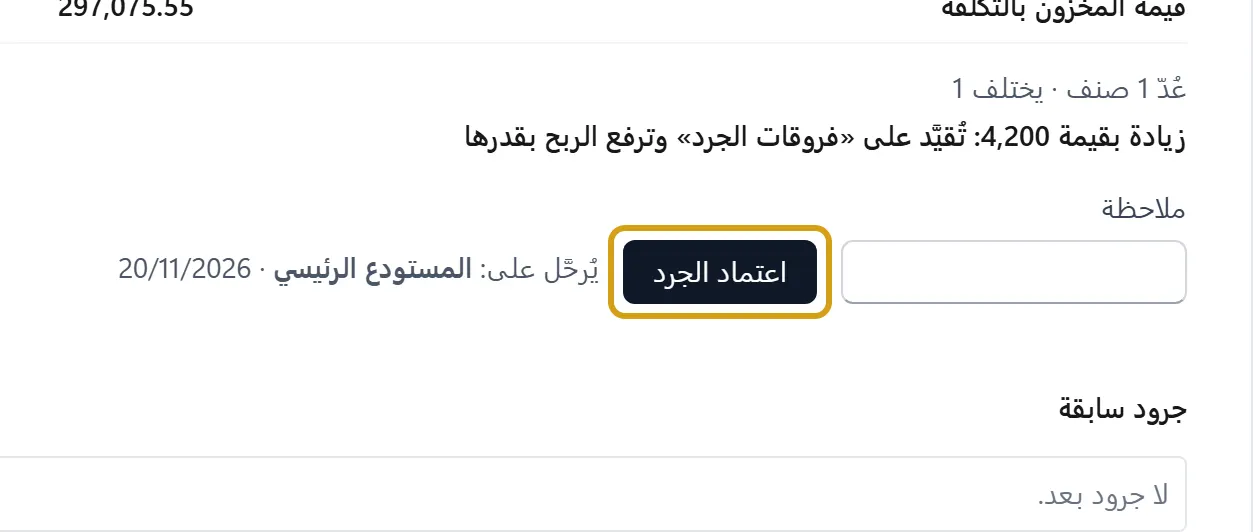 قيمة المخزون بالتكلفة 297,075.55
عُدّ 1 صنف · يختلف 1
زيادة بقيمة 4,200: تُقيَّد على «فروقات الجرد» وترفع الربح بقدرها
ملاحظة
اعتماد الجرد يُرحَّل على: المستودع الرئيسي · 20/11/2026
جرود سابقة
لا جرود بعد.